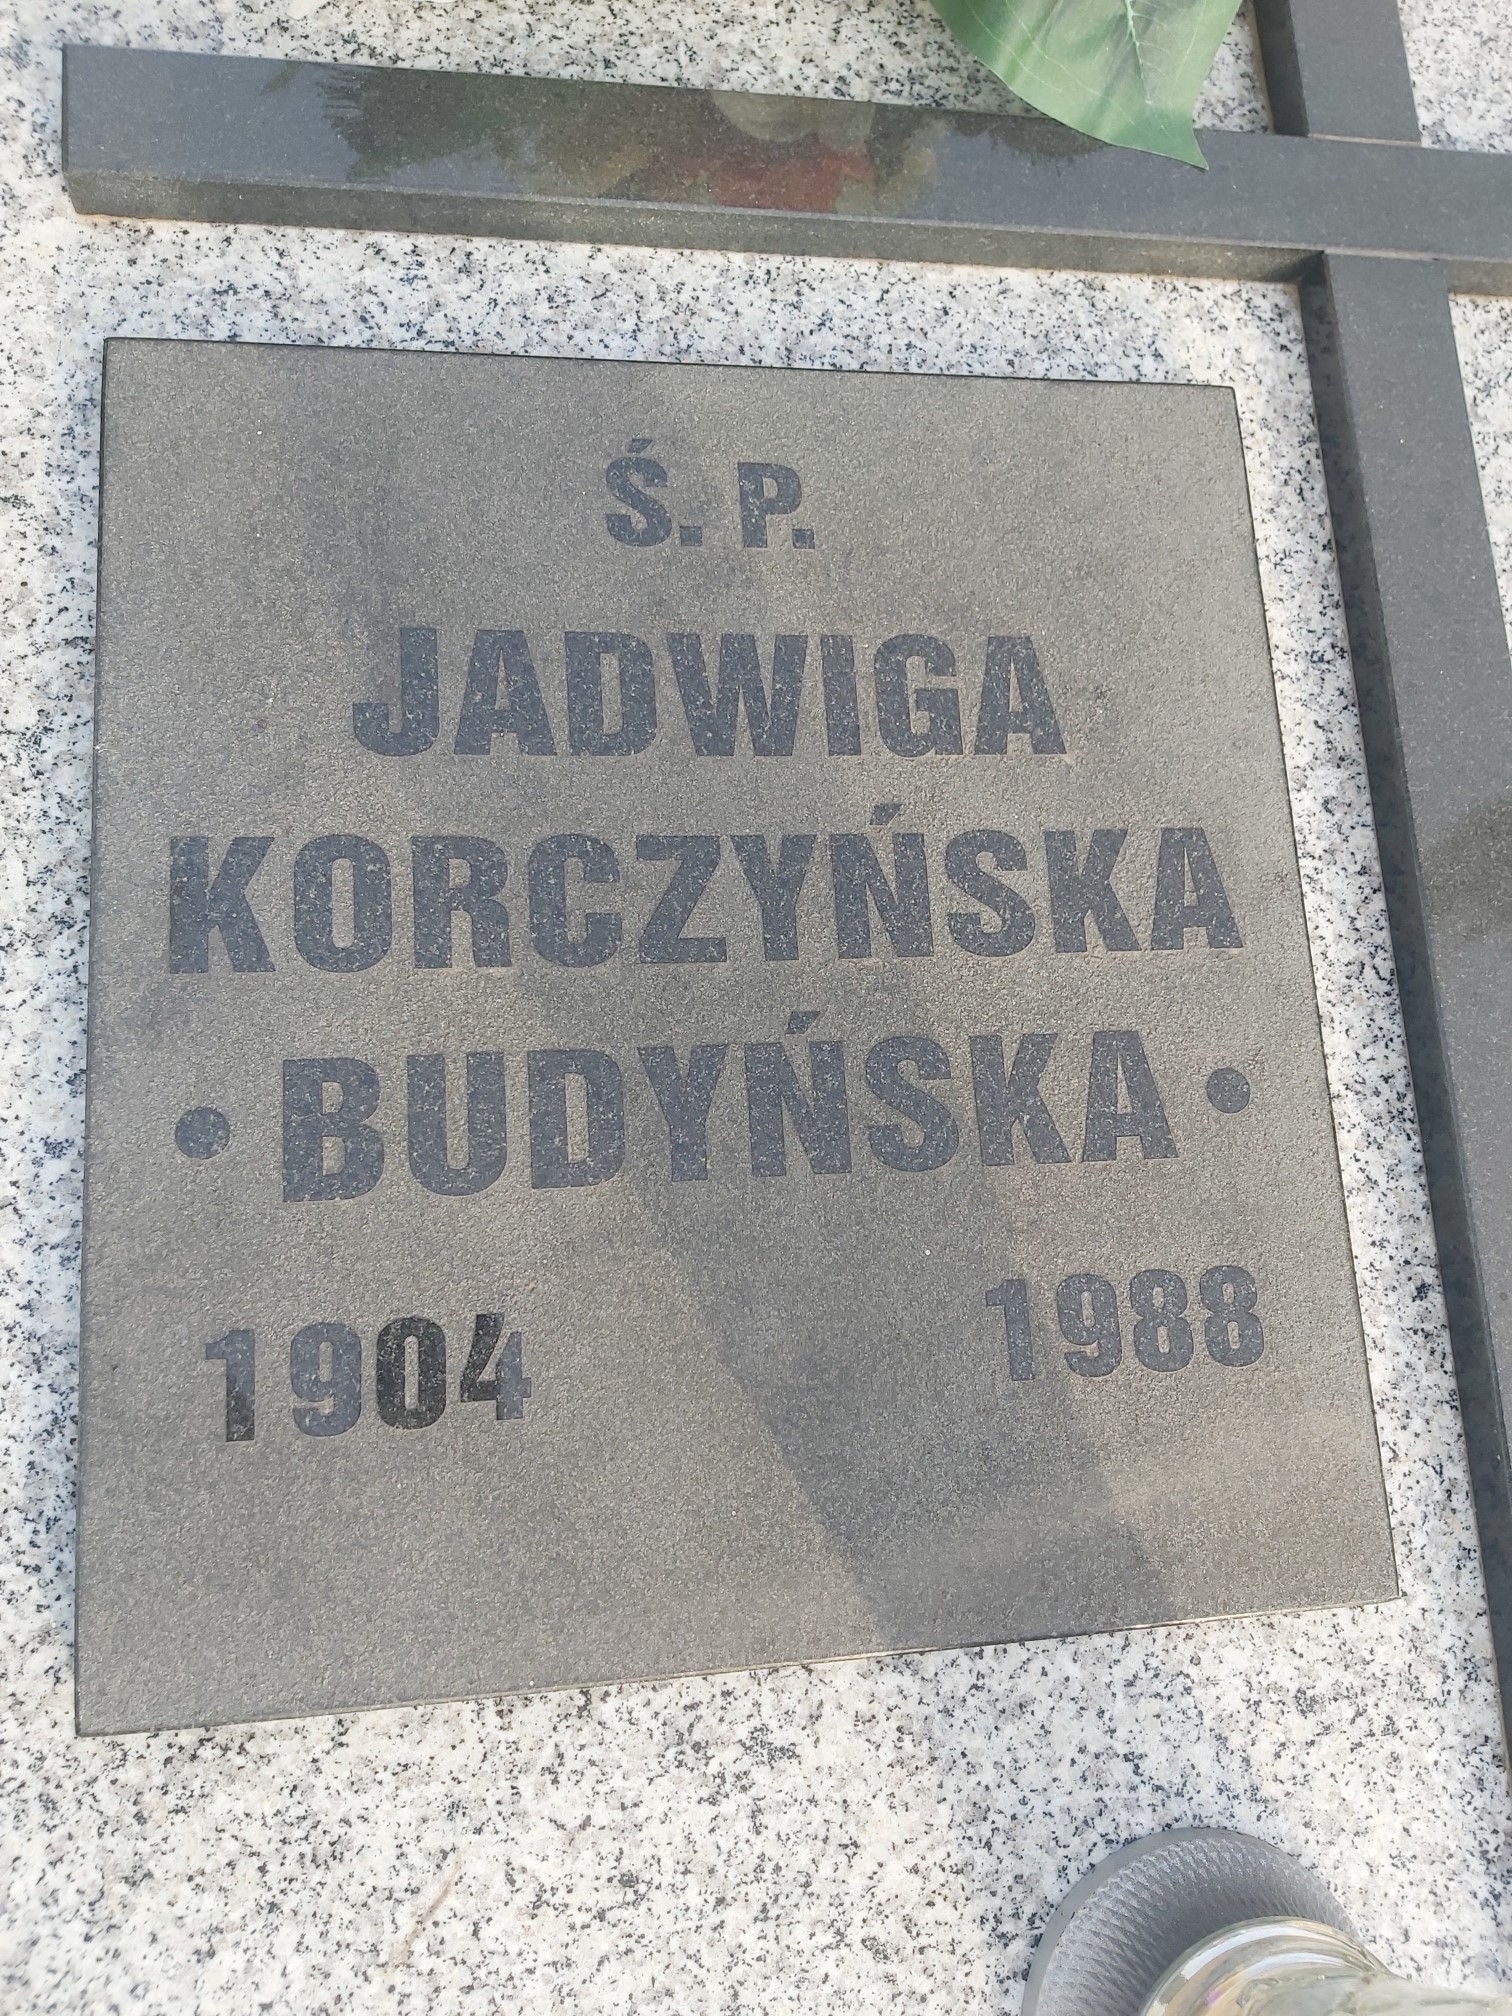 Ś. P.
JADWIGA
KORCZYŃSKA
• BUDYŃSKA •
1904 1988